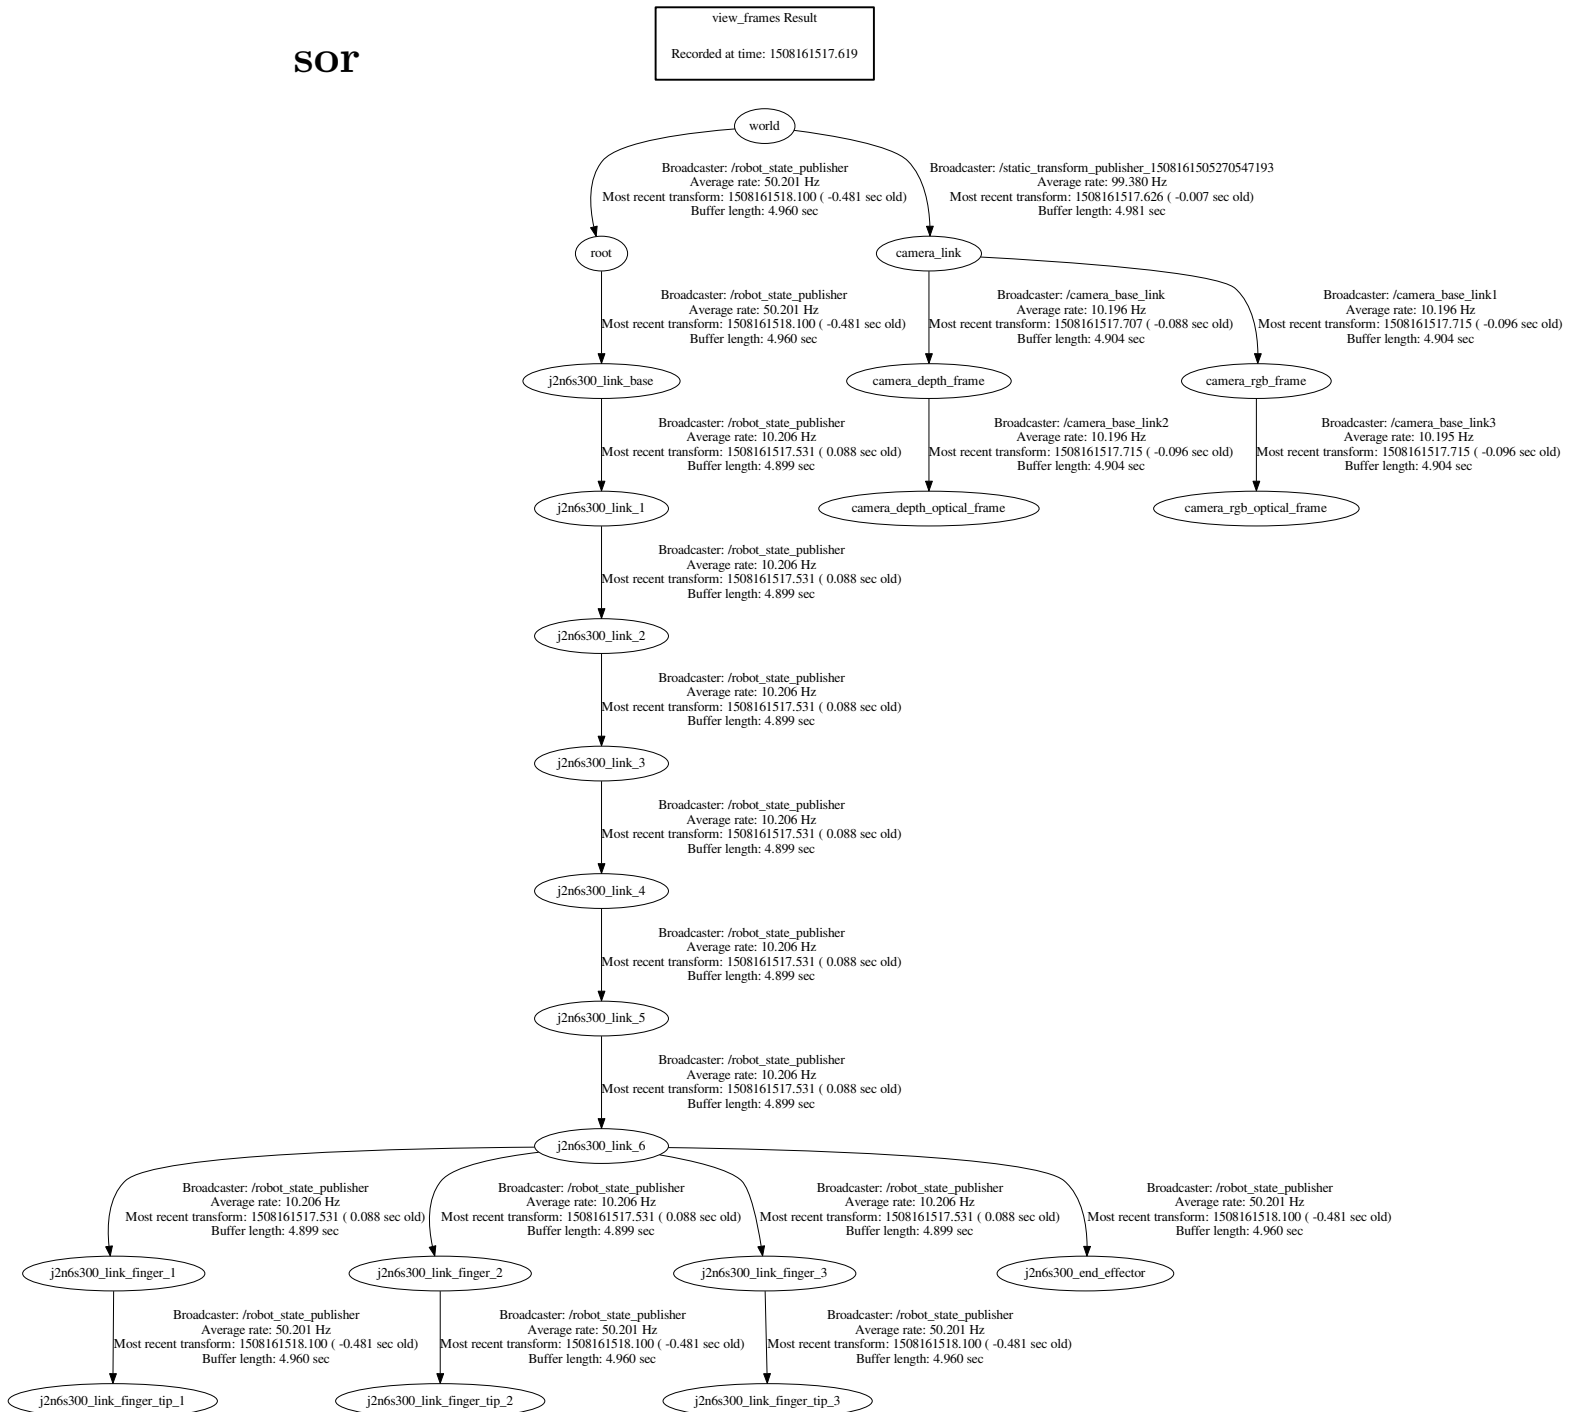 sor
view_frames Result
Recorded at time: 1508161517.619
world
Broadcaster: /robot_state_publisher
Average rate: 50.201 Hz
Most recent transform: 1508161518.100 ( -0.481 sec old)
Buffer length: 4.960 sec
Broadcaster: /static_transform_publisher_1508161505270547193
Average rate: 99.380 Hz
Most recent transform: 1508161517.626 ( -0.007 sec old)
Buffer length: 4.981 sec
root
camera_link
Broadcaster: /robot_state_publisher
Average rate: 50.201 Hz
Most recent transform: 1508161518.100 ( -0.481 sec old)
Buffer length: 4.960 sec
Broadcaster: /camera_base_link
Average rate: 10.196 Hz
Most recent transform: 1508161517.707 ( -0.088 sec old)
Buffer length: 4.904 sec
Broadcaster: /camera_base_link1
Average rate: 10.196 Hz
Most recent transform: 1508161517.715 ( -0.096 sec old)
Buffer length: 4.904 sec
j2n6s300_link_base
camera_depth_frame
camera_rgb_frame
Broadcaster: /robot_state_publisher
Average rate: 10.206 Hz
Most recent transform: 1508161517.531 ( 0.088 sec old)
Buffer length: 4.899 sec
Broadcaster: /camera_base_link2
Average rate: 10.196 Hz
Most recent transform: 1508161517.715 ( -0.096 sec old)
Buffer length: 4.904 sec
Broadcaster: /camera_base_link3
Average rate: 10.195 Hz
Most recent transform: 1508161517.715 ( -0.096 sec old)
Buffer length: 4.904 sec
j2n6s300_link_1
camera_depth_optical_frame
camera_rgb_optical_frame
Broadcaster: /robot_state_publisher
Average rate: 10.206 Hz
Most recent transform: 1508161517.531 ( 0.088 sec old)
Buffer length: 4.899 sec
j2n6s300_link_2
Broadcaster: /robot_state_publisher
Average rate: 10.206 Hz
Most recent transform: 1508161517.531 ( 0.088 sec old)
Buffer length: 4.899 sec
j2n6s300_link_3
Broadcaster: /robot_state_publisher
Average rate: 10.206 Hz
Most recent transform: 1508161517.531 ( 0.088 sec old)
Buffer length: 4.899 sec
j2n6s300_link_4
Broadcaster: /robot_state_publisher
Average rate: 10.206 Hz
Most recent transform: 1508161517.531 ( 0.088 sec old)
Buffer length: 4.899 sec
j2n6s300_link_5
Broadcaster: /robot_state_publisher
Average rate: 10.206 Hz
Most recent transform: 1508161517.531 ( 0.088 sec old)
Buffer length: 4.899 sec
j2n6s300_link_6
Broadcaster: /robot_state_publisher
Average rate: 10.206 Hz
Most recent transform: 1508161517.531 ( 0.088 sec old)
Buffer length: 4.899 sec
Broadcaster: /robot_state_publisher
Average rate: 10.206 Hz
Most recent transform: 1508161517.531 ( 0.088 sec old)
Buffer length: 4.899 sec
Broadcaster: /robot_state_publisher
Average rate: 10.206 Hz
Most recent transform: 1508161517.531 ( 0.088 sec old)
Buffer length: 4.899 sec
Broadcaster: /robot_state_publisher
Average rate: 50.201 Hz
Most recent transform: 1508161518.100 ( -0.481 sec old)
Buffer length: 4.960 sec
j2n6s300_link_finger_1
j2n6s300_link_finger_2
j2n6s300_link_finger_3
j2n6s300_end_effector
Broadcaster: /robot_state_publisher
Average rate: 50.201 Hz
Most recent transform: 1508161518.100 ( -0.481 sec old)
Buffer length: 4.960 sec
Broadcaster: /robot_state_publisher
Average rate: 50.201 Hz
Most recent transform: 1508161518.100 ( -0.481 sec old)
Buffer length: 4.960 sec
Broadcaster: /robot_state_publisher
Average rate: 50.201 Hz
Most recent transform: 1508161518.100 ( -0.481 sec old)
Buffer length: 4.960 sec
j2n6s300_link_finger_tip_1
j2n6s300_link_finger_tip_2
j2n6s300_link_finger_tip_3